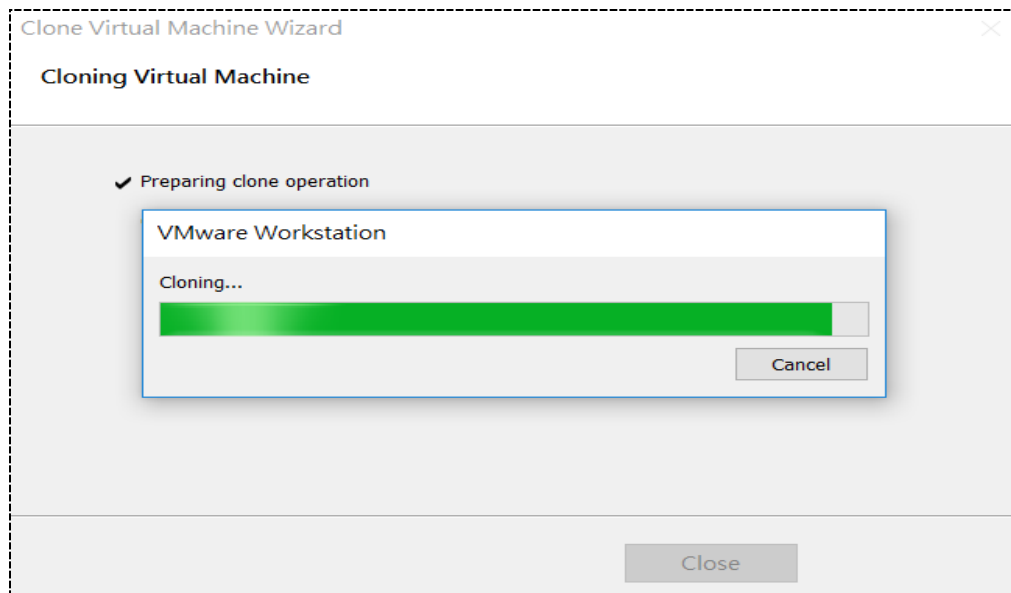 Clone Virtual Machine Wizard
Cloning Virtual Machine
Preparing clone operation
VMware Workstation
Cloning...
Cancel
Close